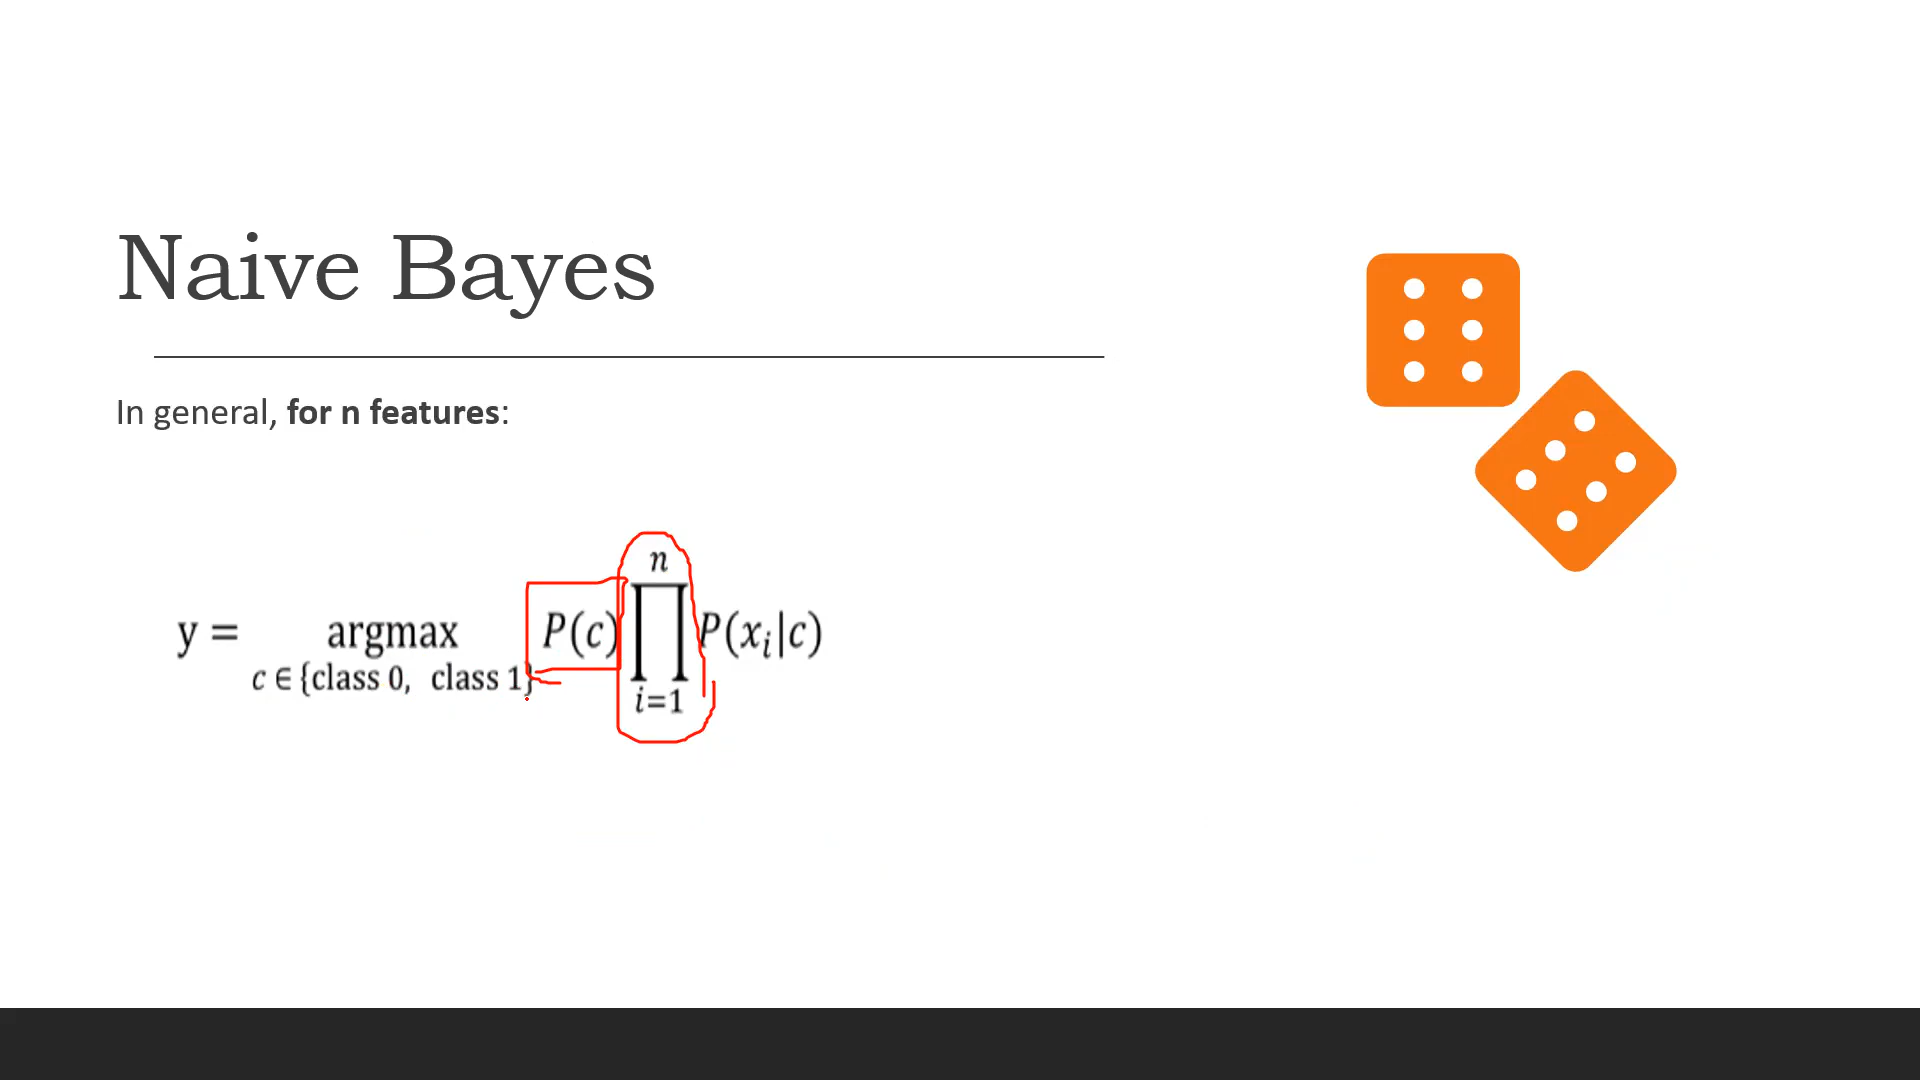 Naive Bayes
In general, for n features:
y = argmax P(c) ∏ P(xᵢ|c)
c ∈ {class 0, class 1}
n
i=1